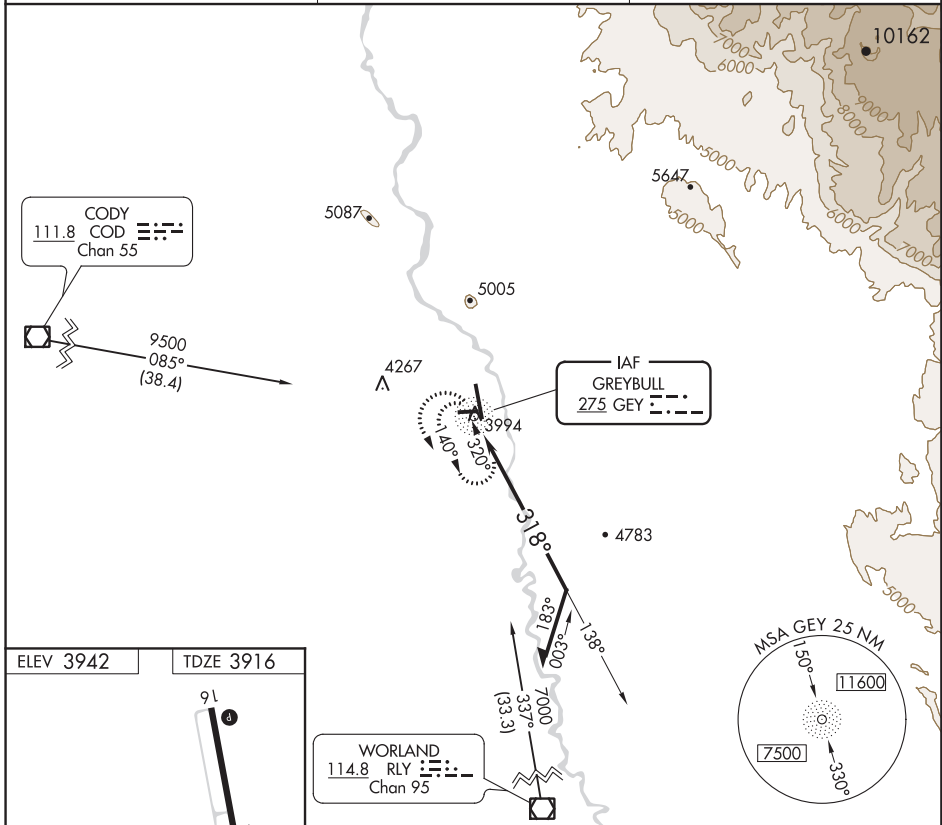 10162
7000
6000
9000
8000
5000
5647
5000
6000
7000
5087
CODY
111.8 COD
Chan 55
5005
9500
085°
(38.4)
4267
IAF
GREYBULL
275 GEY
3994
140°
320°
318°
4783
5000
183°
003°
138°
MSA GEY 25 NM
150°
11600
7500
330°
ELEV 3942
TDZE 3916
16
P
7000
337°
(33.3)
WORLAND
114.8 RLY
Chan 95